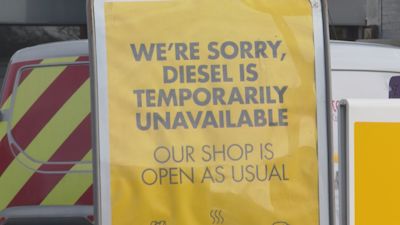 WE'RE SORRY,
DIESEL IS
TEMPORARILY
UNAVAILABLE
OUR SHOP IS
OPEN AS USUAL